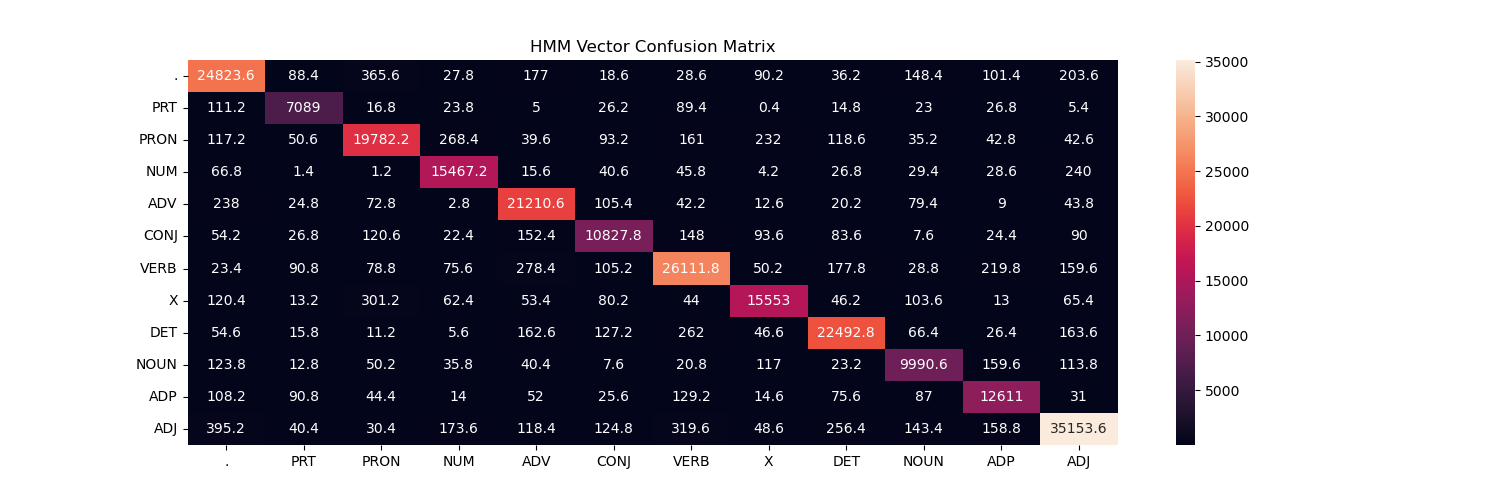 HMM Vector Confusion Matrix
. 24823.6 88.4 365.6 27.8 177 18.6 28.6 90.2 36.2 148.4 101.4 203.6
PRT 111.2 7089 16.8 23.8 5 26.2 89.4 0.4 14.8 23 26.8 5.4
PRON 117.2 50.6 19782.2 268.4 39.6 93.2 161 232 118.6 35.2 42.8 42.6
NUM 66.8 1.4 1.2 15467.2 15.6 40.6 45.8 4.2 26.8 29.4 28.6 240
ADV 238 24.8 72.8 2.8 21210.6 105.4 42.2 12.6 20.2 79.4 9 43.8
CONJ 54.2 26.8 120.6 22.4 152.4 10827.8 148 93.6 83.6 7.6 24.4 90
VERB 23.4 90.8 78.8 75.6 278.4 105.2 26111.8 50.2 177.8 28.8 219.8 159.6
X 120.4 13.2 301.2 62.4 53.4 80.2 44 15553 46.2 103.6 13 65.4
DET 54.6 15.8 11.2 5.6 162.6 127.2 262 46.6 22492.8 66.4 26.4 163.6
NOUN 123.8 12.8 50.2 35.8 40.4 7.6 20.8 117 23.2 9990.6 159.6 113.8
ADP 108.2 90.8 44.4 14 52 25.6 129.2 14.6 75.6 87 12611 31
ADJ 395.2 40.4 30.4 173.6 118.4 124.8 319.6 48.6 256.4 143.4 158.8 35153.6
. PRT PRON NUM ADV CONJ VERB X DET NOUN ADP ADJ
35000
30000
25000
20000
15000
10000
5000